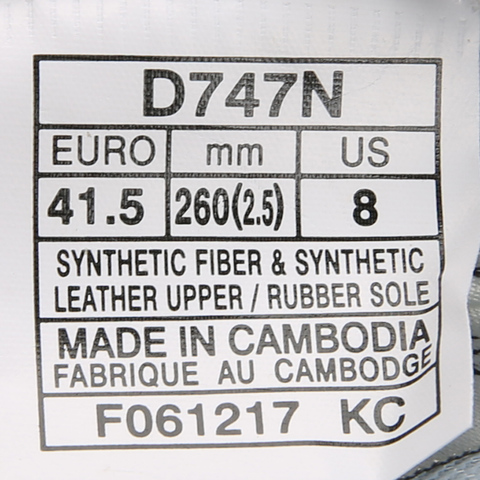 D747N
EURO mm US
41.5 260(2.5) 8
SYNTHETIC FIBER & SYNTHETIC
LEATHER UPPER / RUBBER SOLE
MADE IN CAMBODIA
FABRIQUE AU CAMBODGE
F061217 KC